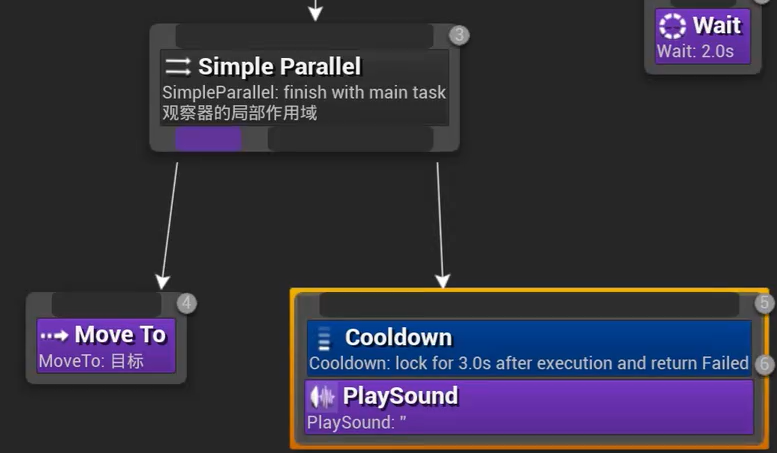 Wait
Wait: 2.0s
3
Simple Parallel
SimpleParallel: finish with main task
观察器的局部作用域
4
Move To
MoveTo: 目标
5
Cooldown
Cooldown: lock for 3.0s after execution and return Failed
6
PlaySound
PlaySound: ''